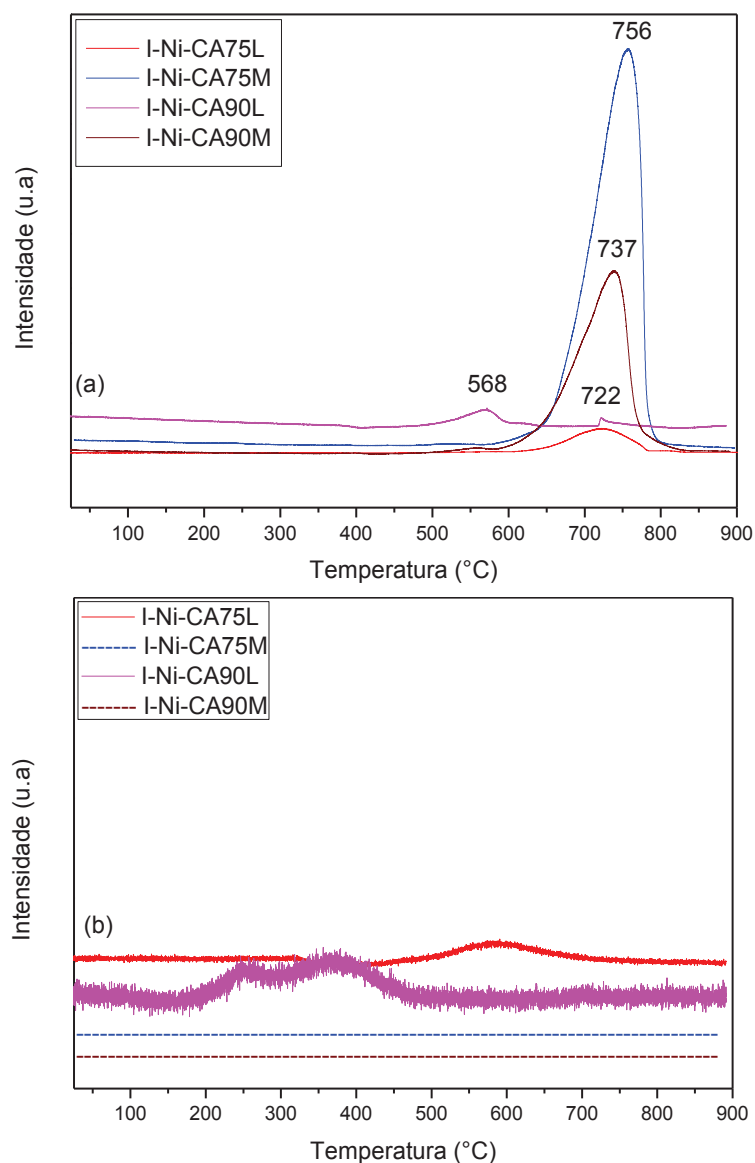 I-Ni-CA75L
I-Ni-CA75M
I-Ni-CA90L
I-Ni-CA90M
756
737
568
722
(a)
Intensidade (u.a)
100 200 300 400 500 600 700 800 900
Temperatura (°C)
I-Ni-CA75L
I-Ni-CA75M
I-Ni-CA90L
I-Ni-CA90M
(b)
Intensidade (u.a)
100 200 300 400 500 600 700 800 900
Temperatura (°C)